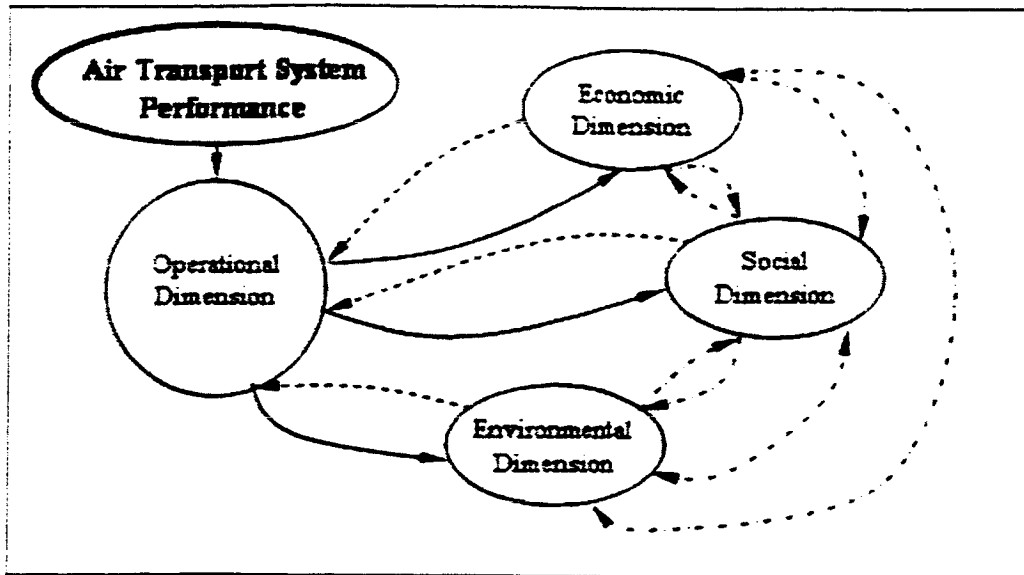 Air Transport System
Performance
Economic
Dimension
Operational
Dimension
Social
Dimension
Environmental
Dimension